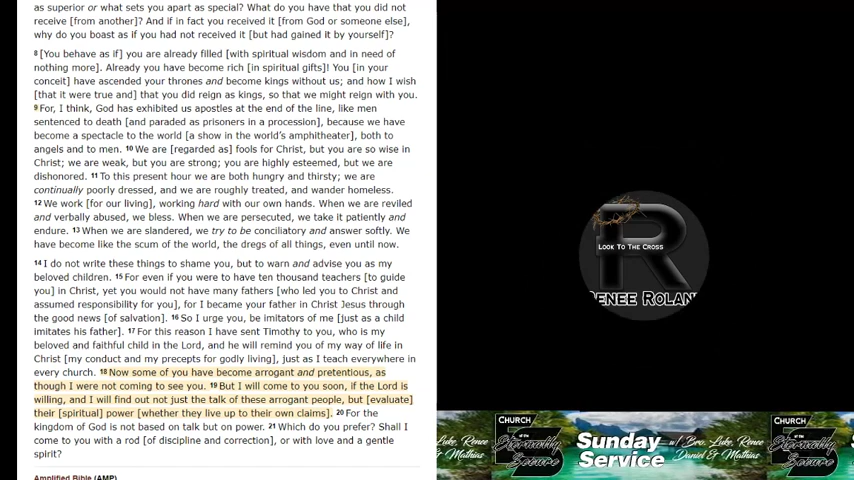 as superior or what sets you apart as special? What do you have that you did not
receive [from another]? And if in fact you received it [from God or someone else],
why do you boast as if you had not received it [but had gained it by yourself]?
8 [You behave as if] you are already filled [with spiritual wisdom and in need of
nothing more]. Already you have become rich [in spiritual gifts]! You [in your
conceit] have ascended your thrones and become kings without us; and how I wish
[that it were true and] that you did reign as kings, so that we might reign with you.
9 For, I think, God has exhibited us apostles at the end of the line, like men
sentenced to death [and paraded as prisoners in a procession], because we have
become a spectacle to the world [a show in the world's amphitheater], both to
angels and to men. 10 We are [regarded as] fools for Christ, but you are so wise in
Christ; we are weak, but you are strong; you are highly esteemed, but we are
dishonored. 11 To this present hour we are both hungry and thirsty; we are
continually poorly dressed, and we are roughly treated, and wander homeless.
12 We work [for our living], working hard with our own hands. When we are reviled
and verbally abused, we bless. When we are persecuted, we take it patiently and
endure. 13 When we are slandered, we try to be conciliatory and answer softly. We
have become like the scum of the world, the dregs of all things, even until now.
14 I do not write these things to shame you, but to warn and advise you as my
beloved children. 15 For even if you were to have ten thousand teachers [to guide
you] in Christ, yet you would not have many fathers [who led you to Christ and
assumed responsibility for you], for I became your father in Christ Jesus through
the good news [of salvation]. 16 So I urge you, be imitators of me [just as a child
imitates his father]. 17 For this reason I have sent Timothy to you, who is my
beloved and faithful child in the Lord, and he will remind you of my way of life in
Christ [my conduct and my precepts for godly living], just as I teach everywhere in
every church. 18 Now some of you have become arrogant and pretentious, as
though I were not coming to see you. 19 But I will come to you soon, if the Lord is
willing, and I will find out not just the talk of these arrogant people, but [evaluate]
their [spiritual] power [whether they live up to their own claims]. 20 For the
kingdom of God is not based on talk but on power. 21 Which do you prefer? Shall I
come to you with a rod [of discipline and correction], or with love and a gentle
spirit?
Amplified Bible (AMP)
R
LOOK TO THE CROSS
RENEE ROLAN
Luke, Renee
& Mathias
CHURCH
of the
Eternally
Secure
Sunday
Service
w/ Bro. Luke, Renee
Daniel & Mathias
CHURCH
of the
Eternally
Secure